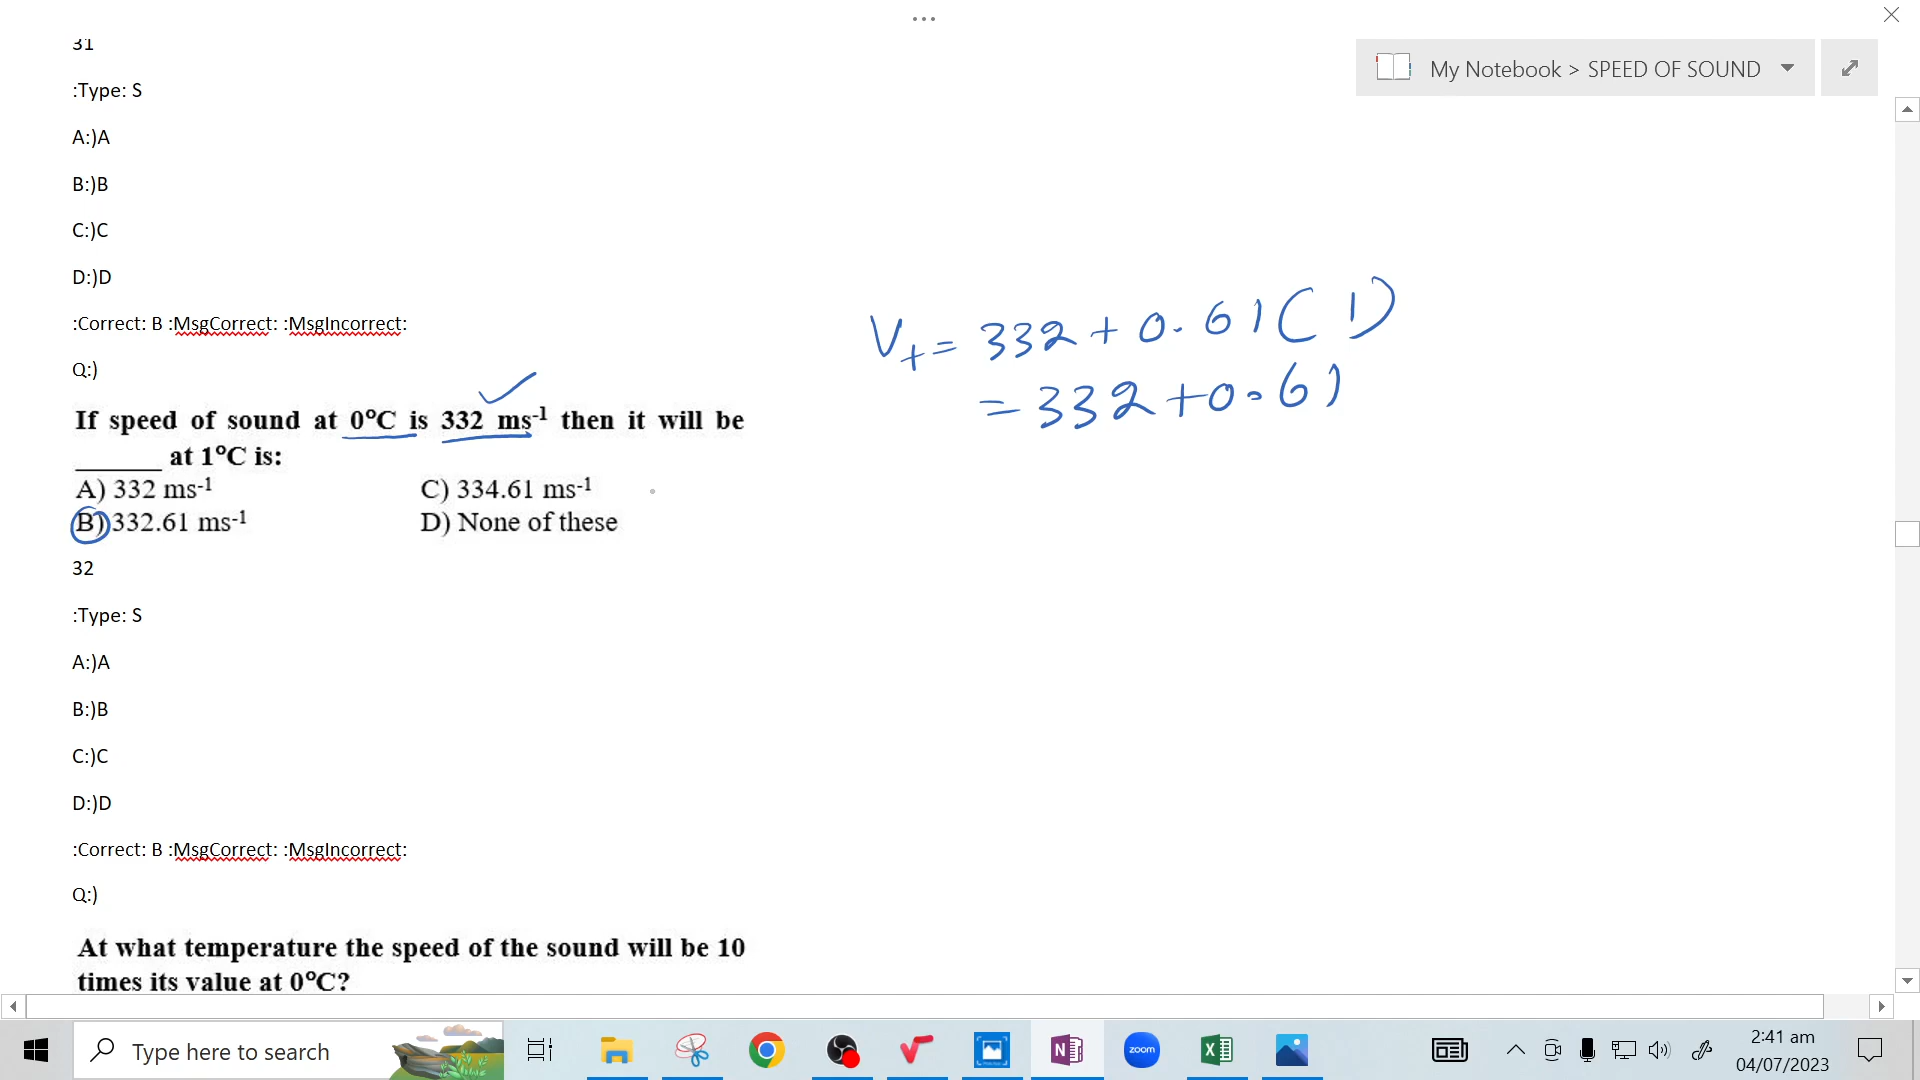 31
My Notebook > SPEED OF SOUND
:Type: S
A:)A
B:)B
C:)C
D:)D
:Correct: B :MsgCorrect: :MsgIncorrect:
Q:)
If speed of sound at 0°C is 332 ms-1 then it will be
______ at 1°C is:
A) 332 ms-1
C) 334.61 ms-1
B) 332.61 ms-1
D) None of these
Vt = 332 + 0.61 (1)
= 332 + 0.61
32
:Type: S
A:)A
B:)B
C:)C
D:)D
:Correct: B :MsgCorrect: :MsgIncorrect:
Q:)
At what temperature the speed of the sound will be 10
times its value at 0°C?
Type here to search
zoom
2:41 am
04/07/2023